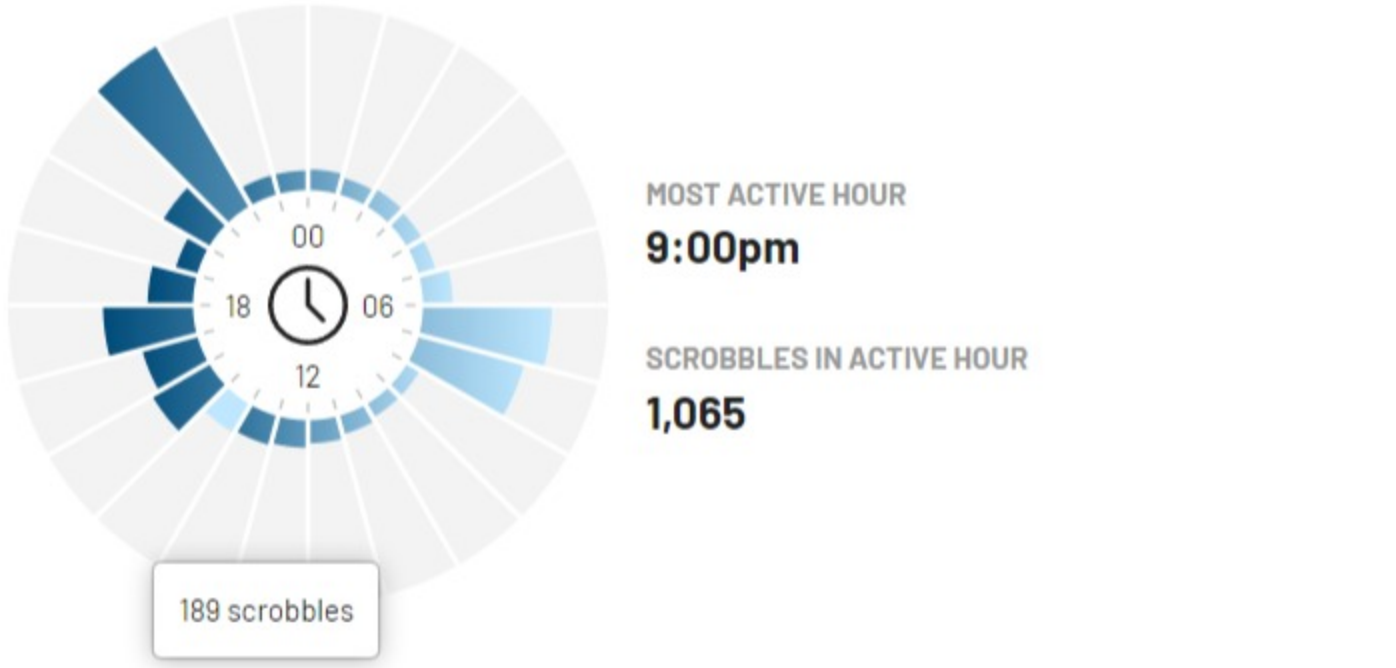 00
18
06
12
189 scrobbles
MOST ACTIVE HOUR
9:00pm
SCROBBLES IN ACTIVE HOUR
1,065